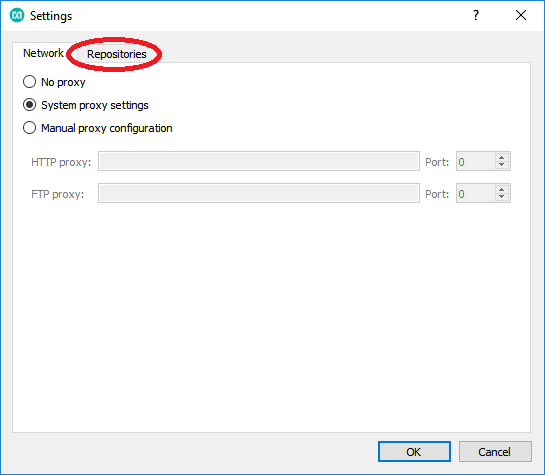 Settings
Network Repositories
No proxy
System proxy settings
Manual proxy configuration
HTTP proxy: Port: 0
FTP proxy: Port: 0
OK Cancel